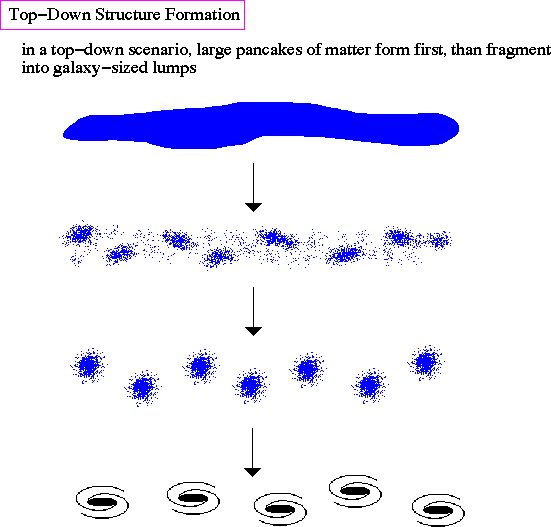 Top-Down Structure Formation
in a top-down scenario, large pancakes of matter form first, than fragment
into galaxy-sized lumps